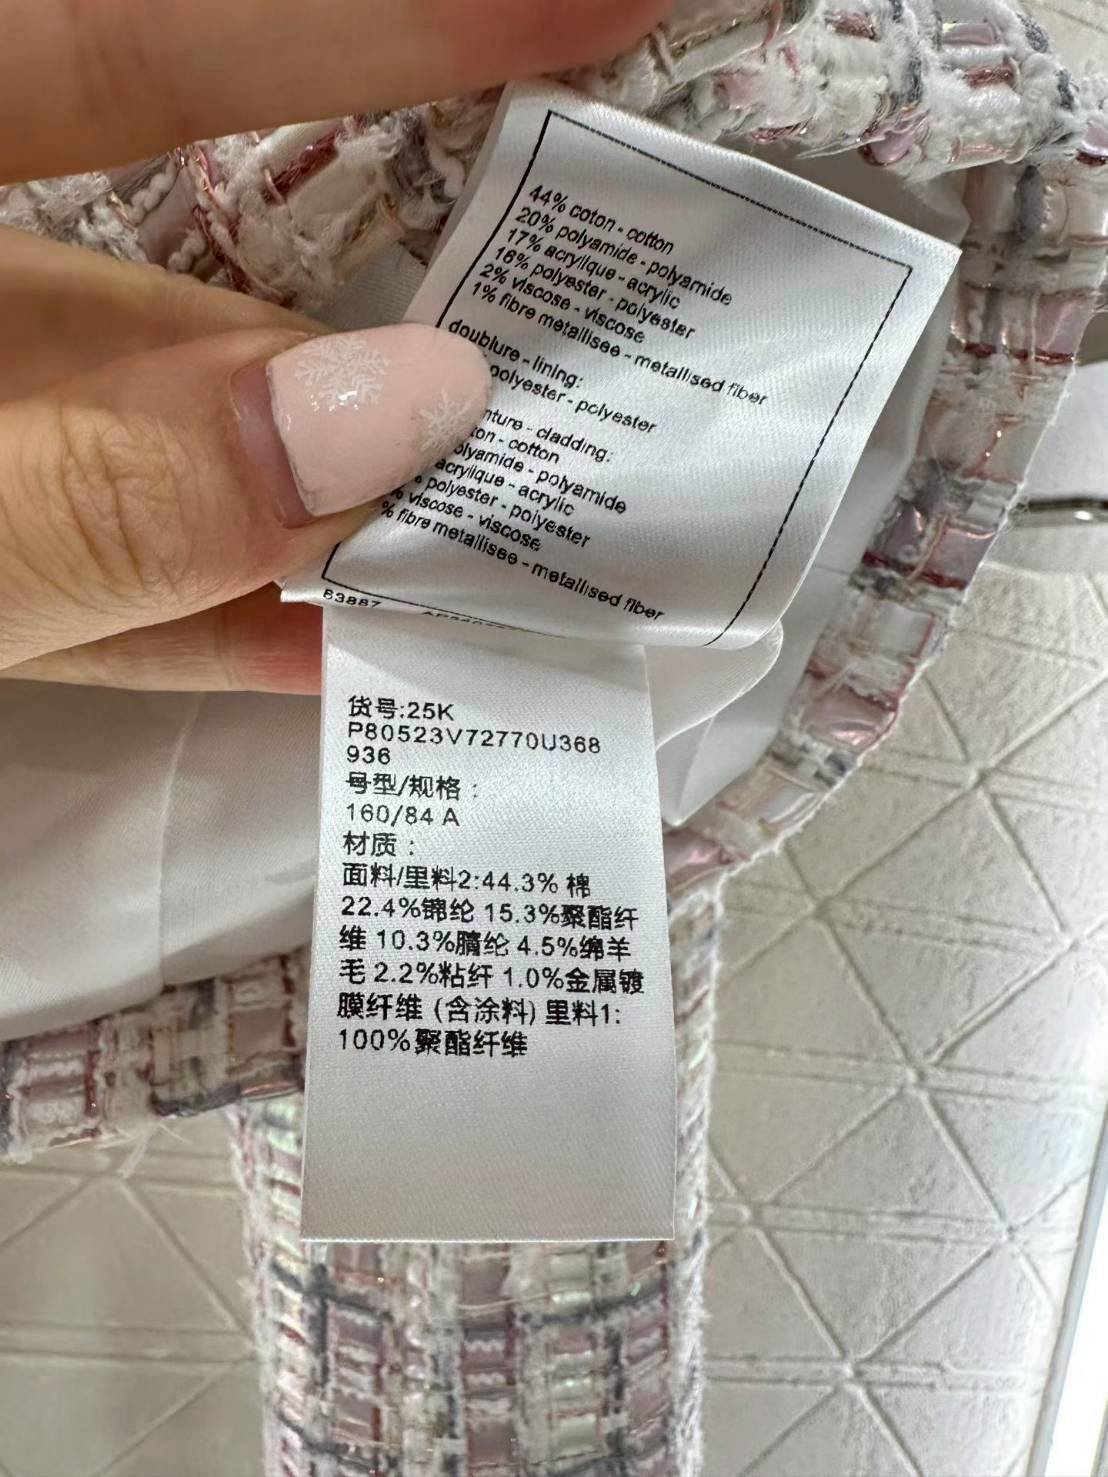 44% coton - cotton
20% polyamide - polyamide
17% acrylique - acrylic
16% polyester - polyester
2% viscose - viscose
1% fibre metallisee - metallised fiber
doublure - lining:
polyester - polyester
nture - cladding:
ton - cotton
olyamide - polyamide
acrylique - acrylic
polyester - polyester
% viscose - viscose
% fibre metallisee - metallised fiber
63887
货号:25K
P80523V72770U368
936
号型/规格：
160/84 A
材质：
面料/里料2:44.3% 棉
22.4%锦纶 15.3%聚酯纤
维 10.3%腈纶 4.5%绵羊
毛 2.2%粘纤 1.0%金属镀
膜纤维 (含涂料) 里料1:
100%聚酯纤维